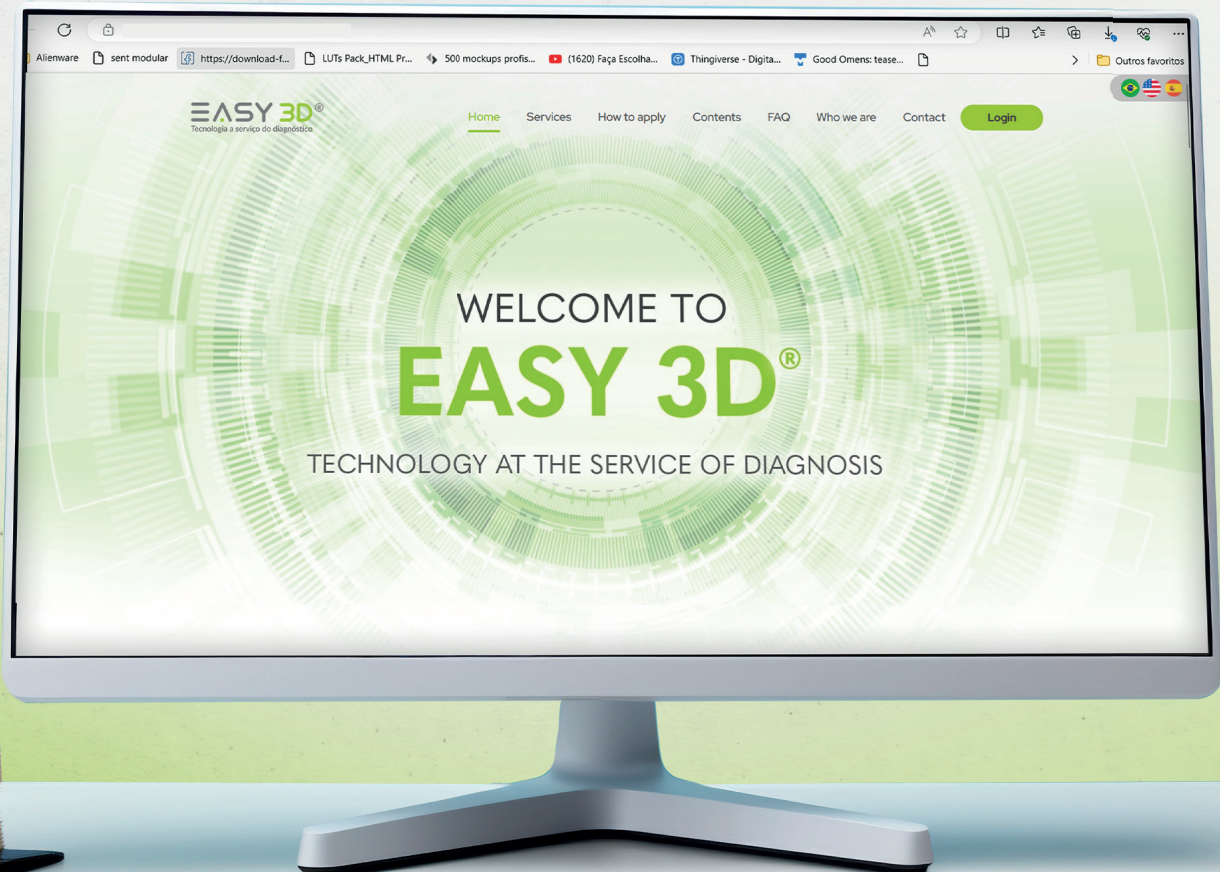 Alienware
sent modular
https://download-f...
LUTs Pack_HTML Pr...
500 mockups profis...
(1620) Faça Escolha...
Thingiverse - Digita...
Good Omens: tease...
Outros favoritos
EASY 3D®
Tecnologia a serviço do diagnóstico
Home Services How to apply Contents FAQ Who we are Contact Login
WELCOME TO
EASY 3D®
TECHNOLOGY AT THE SERVICE OF DIAGNOSIS